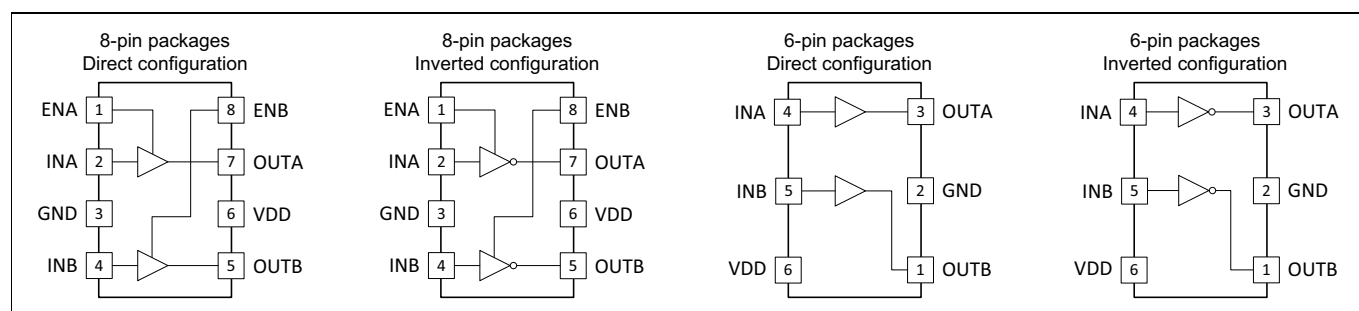 8-pin packages
Direct configuration
ENA 1 8 ENB
INA 2 7 OUTA
GND 3 6 VDD
INB 4 5 OUTB
8-pin packages
Inverted configuration
ENA 1 8 ENB
INA 2 7 OUTA
GND 3 6 VDD
INB 4 5 OUTB
6-pin packages
Direct configuration
INA 4 3 OUTA
INB 5 2 GND
VDD 6 1 OUTB
6-pin packages
Inverted configuration
INA 4 3 OUTA
INB 5 2 GND
VDD 6 1 OUTB